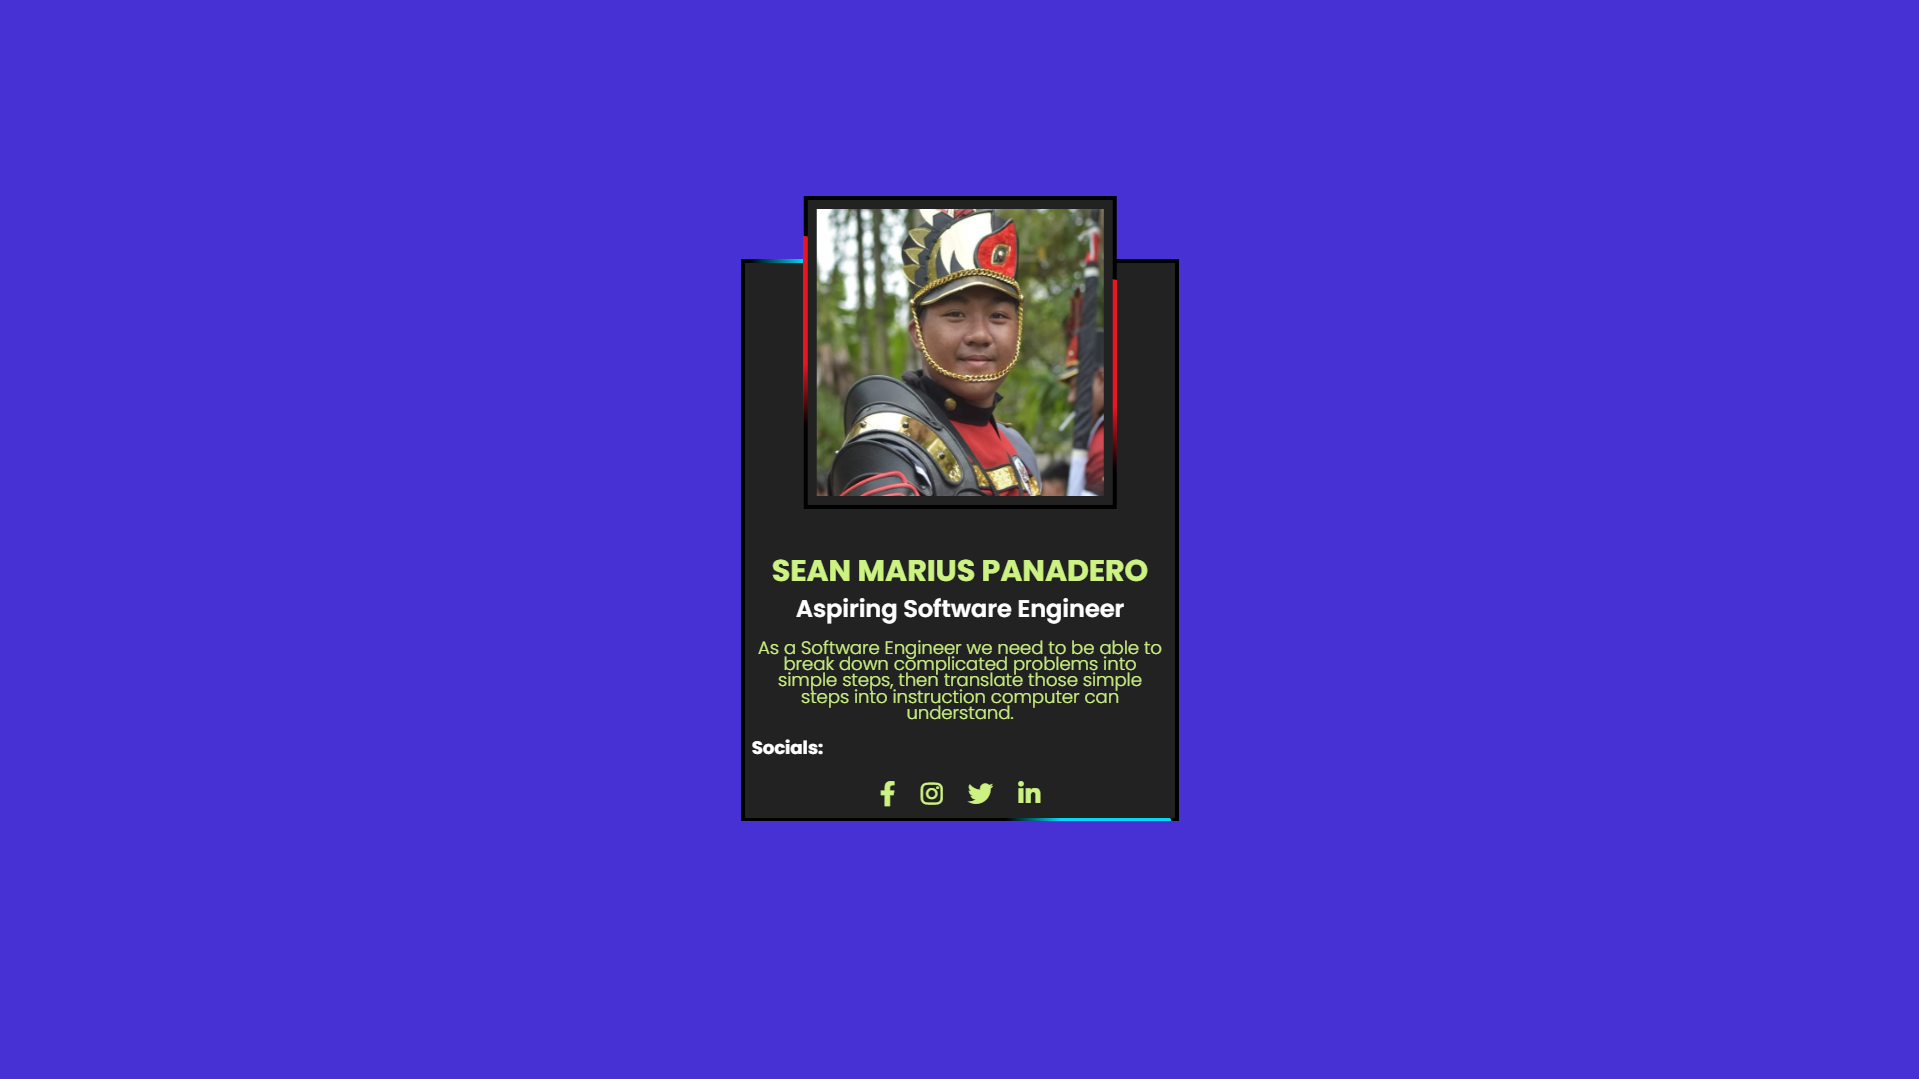 SEAN MARIUS PANADERO
Aspiring Software Engineer
As a Software Engineer we need to be able to
break down complicated problems into
simple steps, then translate those simple
steps into instruction computer can
understand.
Socials: